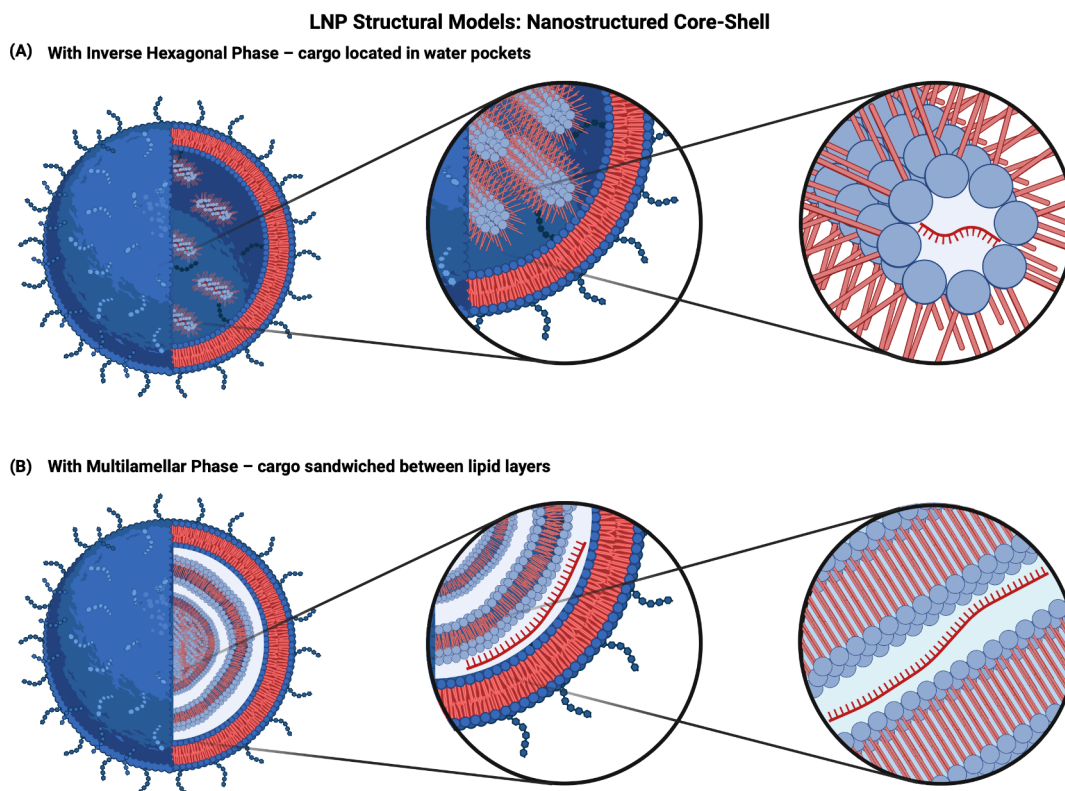 LNP Structural Models: Nanostructured Core-Shell
(A) With Inverse Hexagonal Phase – cargo located in water pockets
(B) With Multilamellar Phase – cargo sandwiched between lipid layers